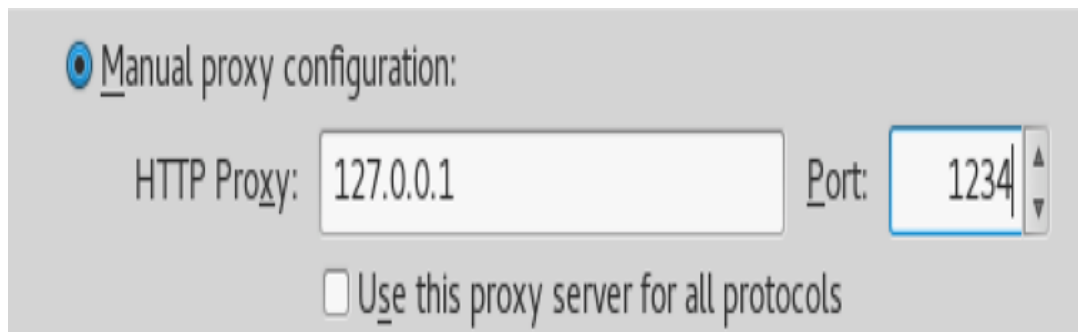 Manual proxy configuration:
HTTP Proxy: 127.0.0.1 Port: 1234
Use this proxy server for all protocols